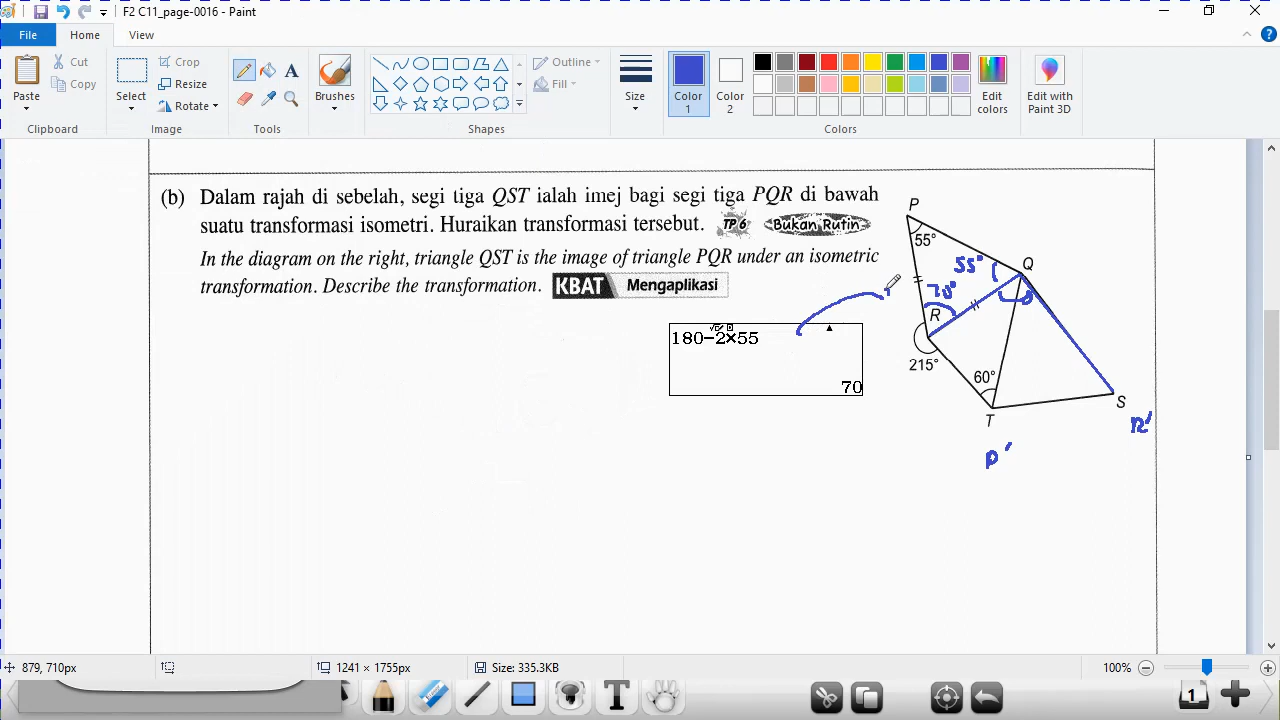 F2 C11_page-0016 - Paint
File Home View
Paste Cut Copy Clipboard
Select Crop Resize Rotate Image
Tools
Brushes
Outline Fill Shapes
Size
Color 1 Color 2 Edit colors Edit with Paint 3D Colors
(b) Dalam rajah di sebelah, segi tiga QST ialah imej bagi segi tiga PQR di bawah
suatu transformasi isometri. Huraikan transformasi tersebut. TP 6 Bukan Rutin
In the diagram on the right, triangle QST is the image of triangle PQR under an isometric
transformation. Describe the transformation. KBAT Mengaplikasi
180−2×55
70
P
55°
Q
55°
70°
R
215°
60°
T
S
R'
P'
879, 710px 1241 × 1755px Size: 335.3KB 100%
1